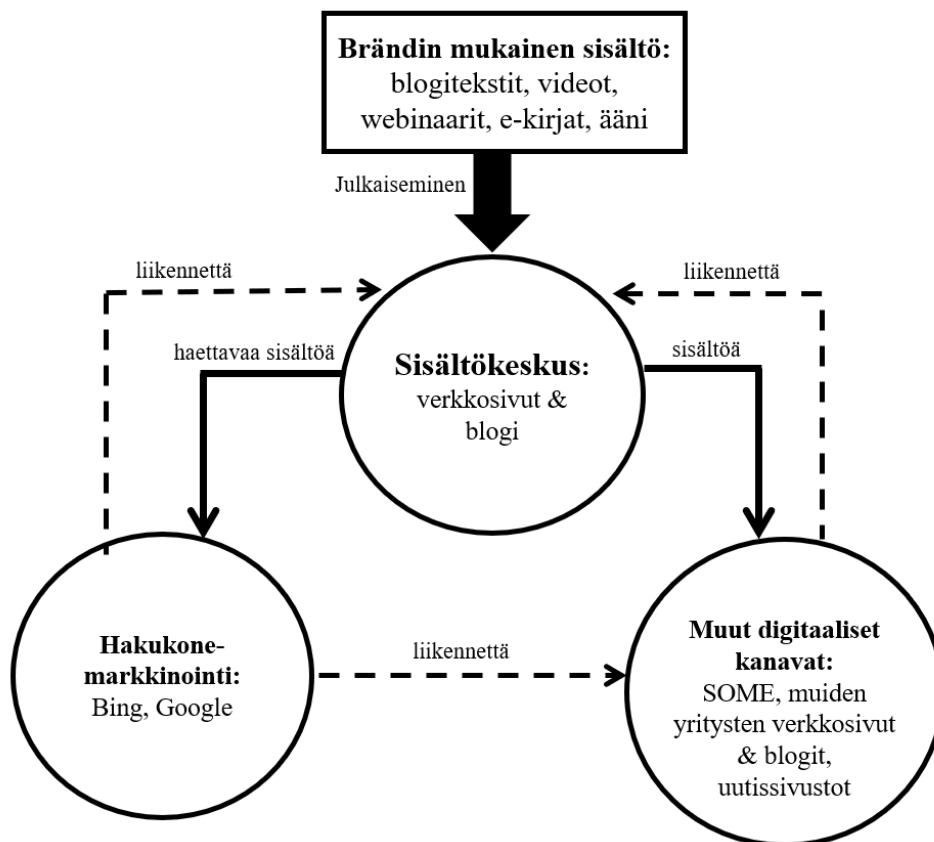 Brändin mukainen sisältö:
blogitekstit, videot,
webinaarit, e-kirjat, ääni
Julkaiseminen
liikennettä
liikennettä
haettavaa sisältöä
sisältöä
Sisältökeskus:
verkkosivut &
blogi
Hakukone-
markkinointi:
Bing, Google
liikennettä
Muut digitaaliset
kanavat:
SOME, muiden
yritysten verkkosivut
& blogit,
uutissivustot